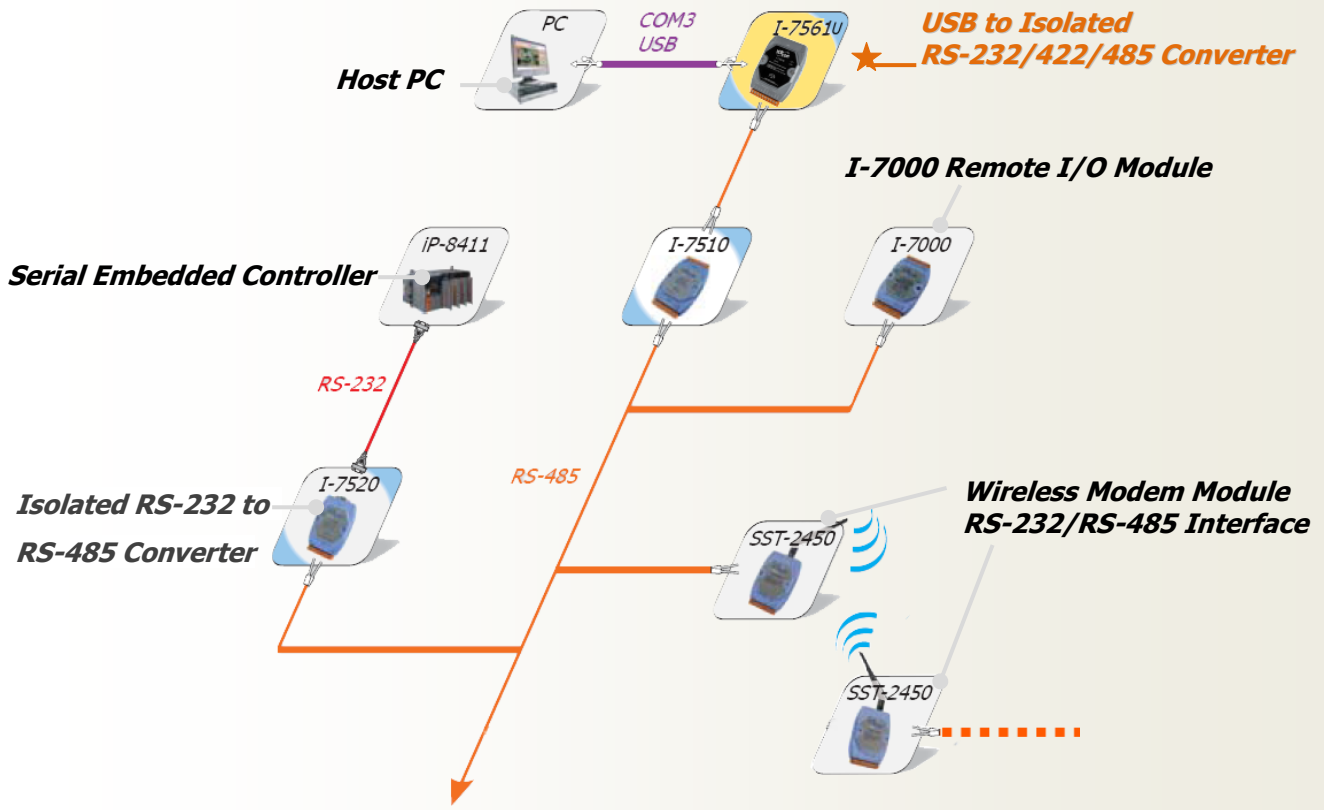 PC
COM3
USB
I-7561U
USB to Isolated
RS-232/422/485 Converter
Host PC
I-7000 Remote I/O Module
iP-8411
I-7510
I-7000
Serial Embedded Controller
RS-232
I-7520
RS-485
Isolated RS-232 to
RS-485 Converter
Wireless Modem Module
RS-232/RS-485 Interface
SST-2450
SST-2450